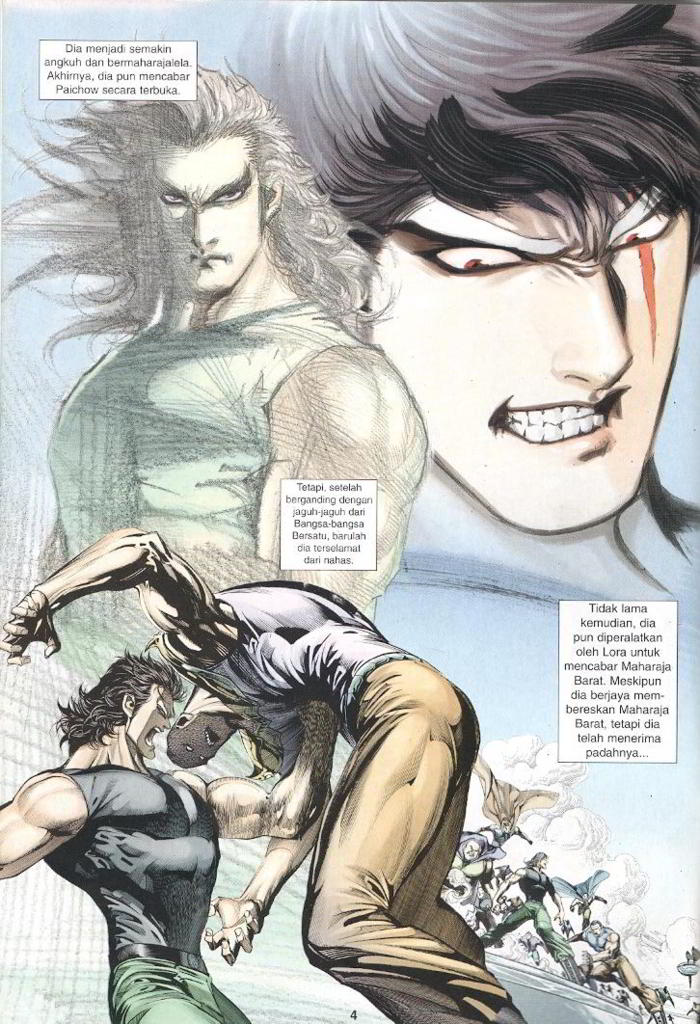 Dia menjadi semakin
angkuh dan bermaharajalela.
Akhirnya, dia pun mencabar
Paichow secara terbuka.
Tetapi, setelah
berganding dengan
jaguh-jaguh dari
Bangsa-bangsa
Bersatu, barulah
dia terselamat
dari nahas.
Tidak lama
kemudian, dia
pun diperalatkan
oleh Lora untuk
mencabar Maharaja
Barat. Meskipun
dia berjaya mem-
bereskan Maharaja
Barat, tetapi dia
telah menerima
padahnya...
4